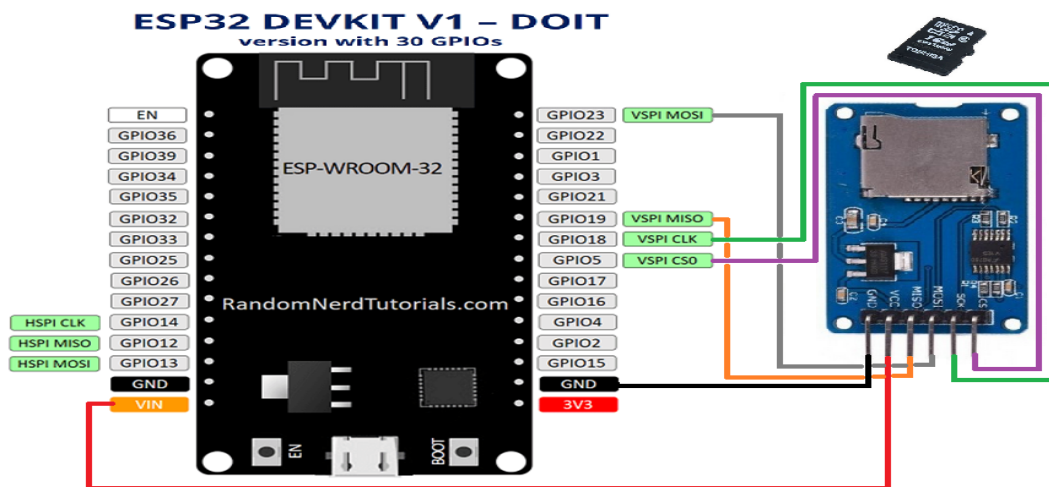 ESP32 DEVKIT V1 – DOIT
version with 30 GPIOs
EN
GPIO36
GPIO39
GPIO34
GPIO35
GPIO32
GPIO33
GPIO25
GPIO26
GPIO27
HSPI CLK GPIO14
HSPI MISO GPIO12
HSPI MOSI GPIO13
GND
VIN
ESP-WROOM-32
RandomNerdTutorials.com
EN
BOOT
GPIO23 VSPI MOSI
GPIO22
GPIO1
GPIO3
GPIO21
GPIO19 VSPI MISO
GPIO18 VSPI CLK
GPIO5 VSPI CS0
GPIO17
GPIO16
GPIO4
GPIO2
GPIO15
GND
3V3
TOSHIBA
GND
VCC
MISO
MOSI
SCK
CS